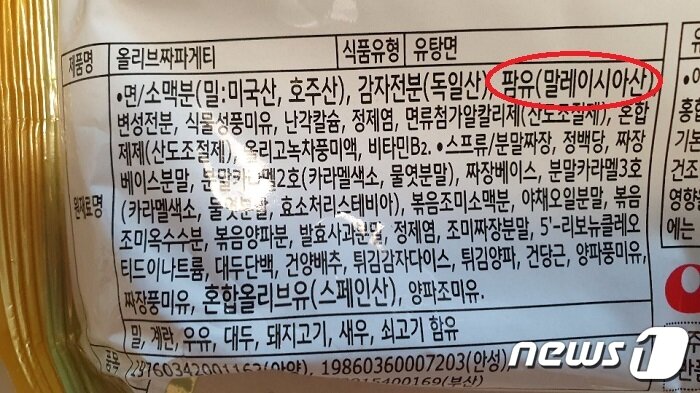 제품명 올리브짜파게티 식품유형 유탕면
•면/소맥분(밀:미국산, 호주산), 감자전분(독일산), 팜유(말레이시아산)
변성전분, 식물성풍미유, 난각칼슘, 정제염, 면류첨가알칼리제(산도조절제), 혼합
제제(산도조절제), 올리고녹차풍미액, 비타민B₂. •스프류/분말짜장, 정백당, 짜장
베이스분말, 분말카라멜2호(카라멜색소, 물엿분말), 짜장베이스, 분말카라멜3호
원재료명
(카라멜색소, 물엿분말, 효소처리스테비아), 볶음조미소맥분, 야채오일분말, 볶음
조미옥수수분, 볶음양파분, 발효사과분말, 정제염, 조미짜장분말, 5'-리보뉴클레오
티드이나트륨, 대두단백, 건양배추, 튀김감자다이스, 튀김양파, 건당근, 양파풍미유,
짜장풍미유, 혼합올리브유(스페인산), 양파조미유.
밀, 계란, 우유, 대두, 돼지고기, 새우, 쇠고기 함유
(안양), 19860360007203(안성)
(부산)
news1
홍합
기본
건조
영향
에는